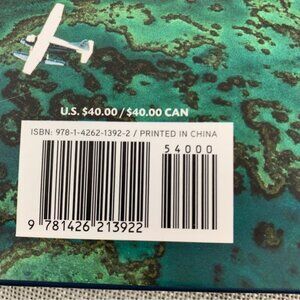 U.S. $40.00 / $40.00 CAN
ISBN: 978-1-4262-1392-2 / PRINTED IN CHINA
54000
9 781426 213922